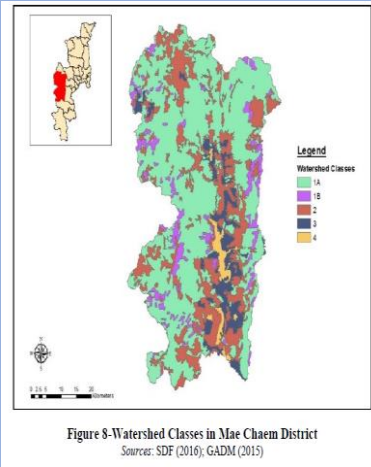 Legend
Watershed Classes
1A
1B
2
3
4
Kilometers
Figure 8-Watershed Classes in Mae Chaem District
Sources: SDF (2016); GADM (2015)